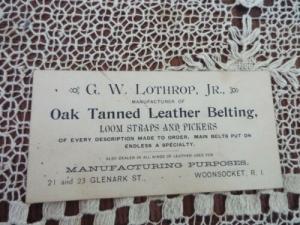 G. W. LOTHROP, JR.,
MANUFACTURER OF
Oak Tanned Leather Belting,
LOOM STRAPS AND PICKERS
OF EVERY DESCRIPTION MADE TO ORDER, MAIN BELTS PUT ON
ENDLESS A SPECIALTY.
ALSO DEALER IN ALL KINDS OF LEATHER USED FOR
MANUFACTURING PURPOSES.
21 and 23 GLENARK ST., WOONSOCKET, R. I.